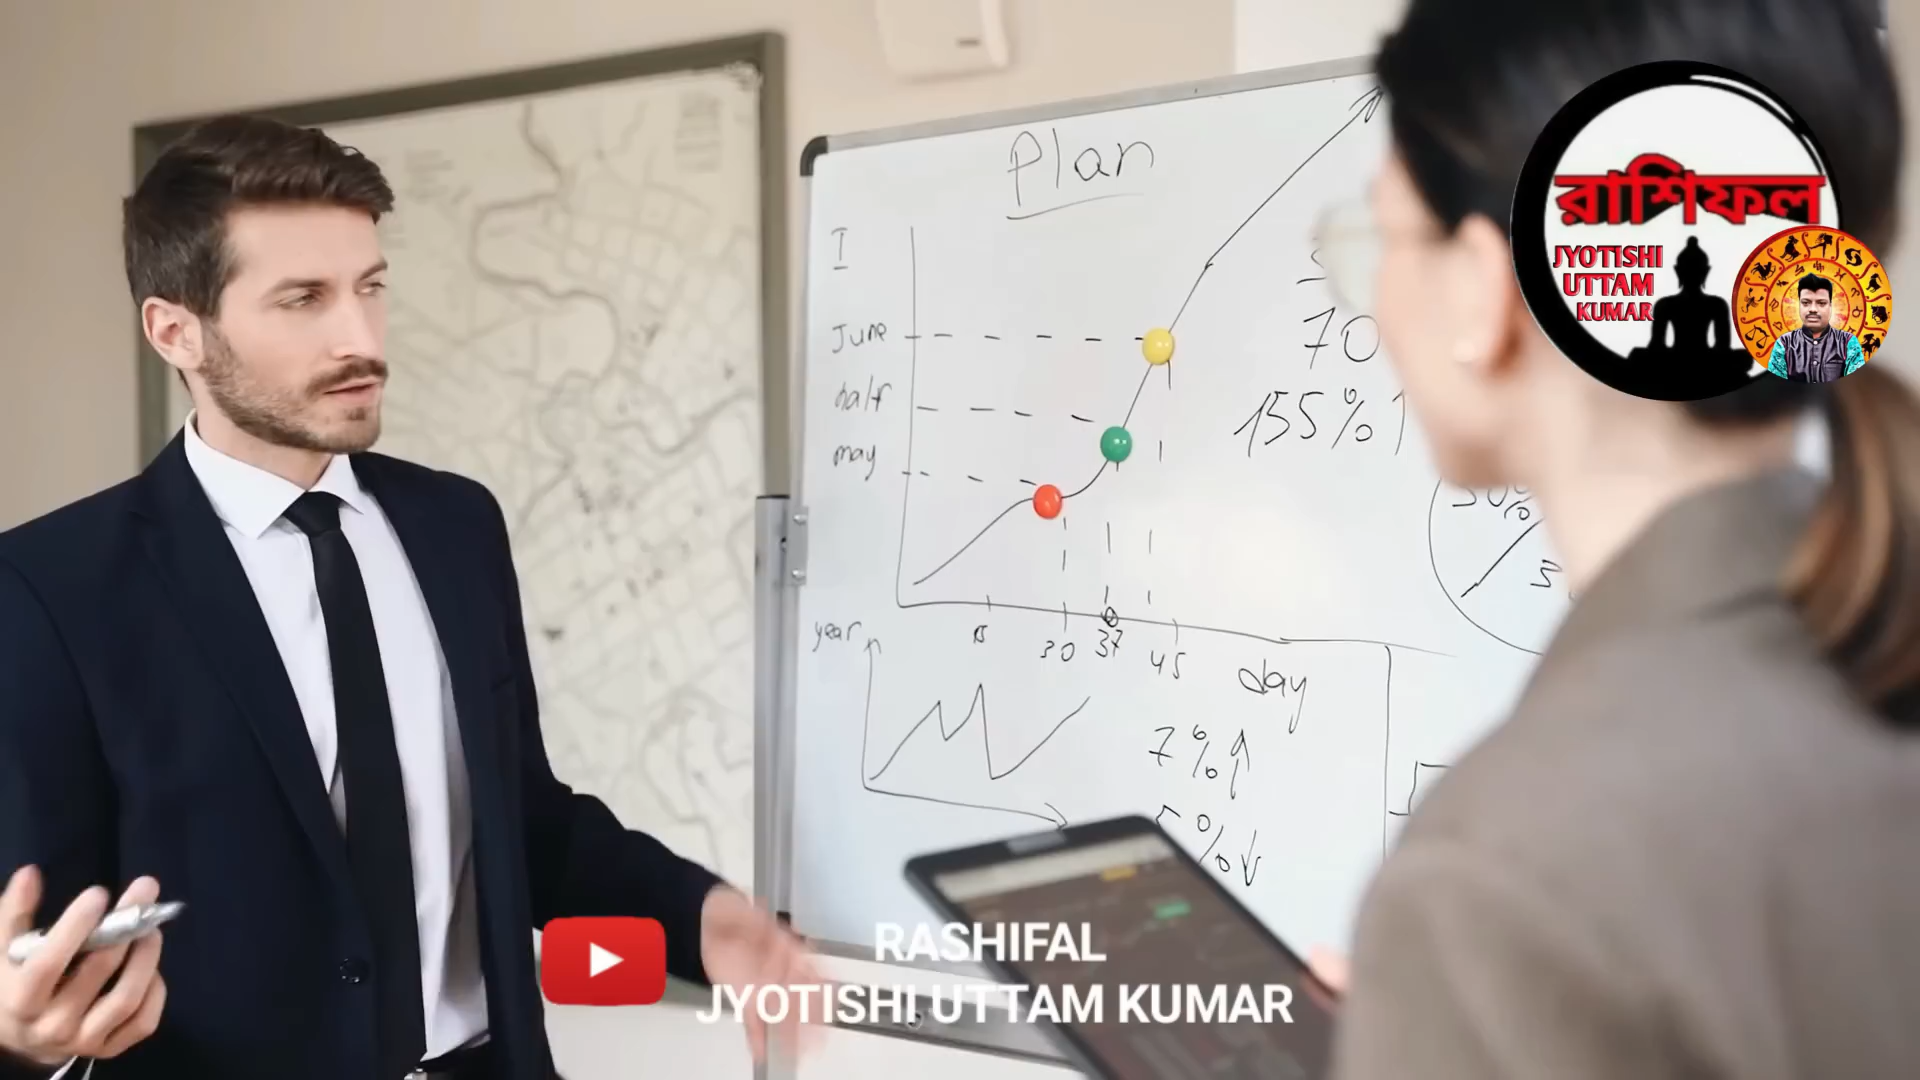 Plan
I
June
half
may
70
155%↑
30%
year
30
37
45
day
7%↑
5%↓
রাশিফল
JYOTISHI
UTTAM
KUMAR
RASHIFAL
JYOTISHI UTTAM KUMAR